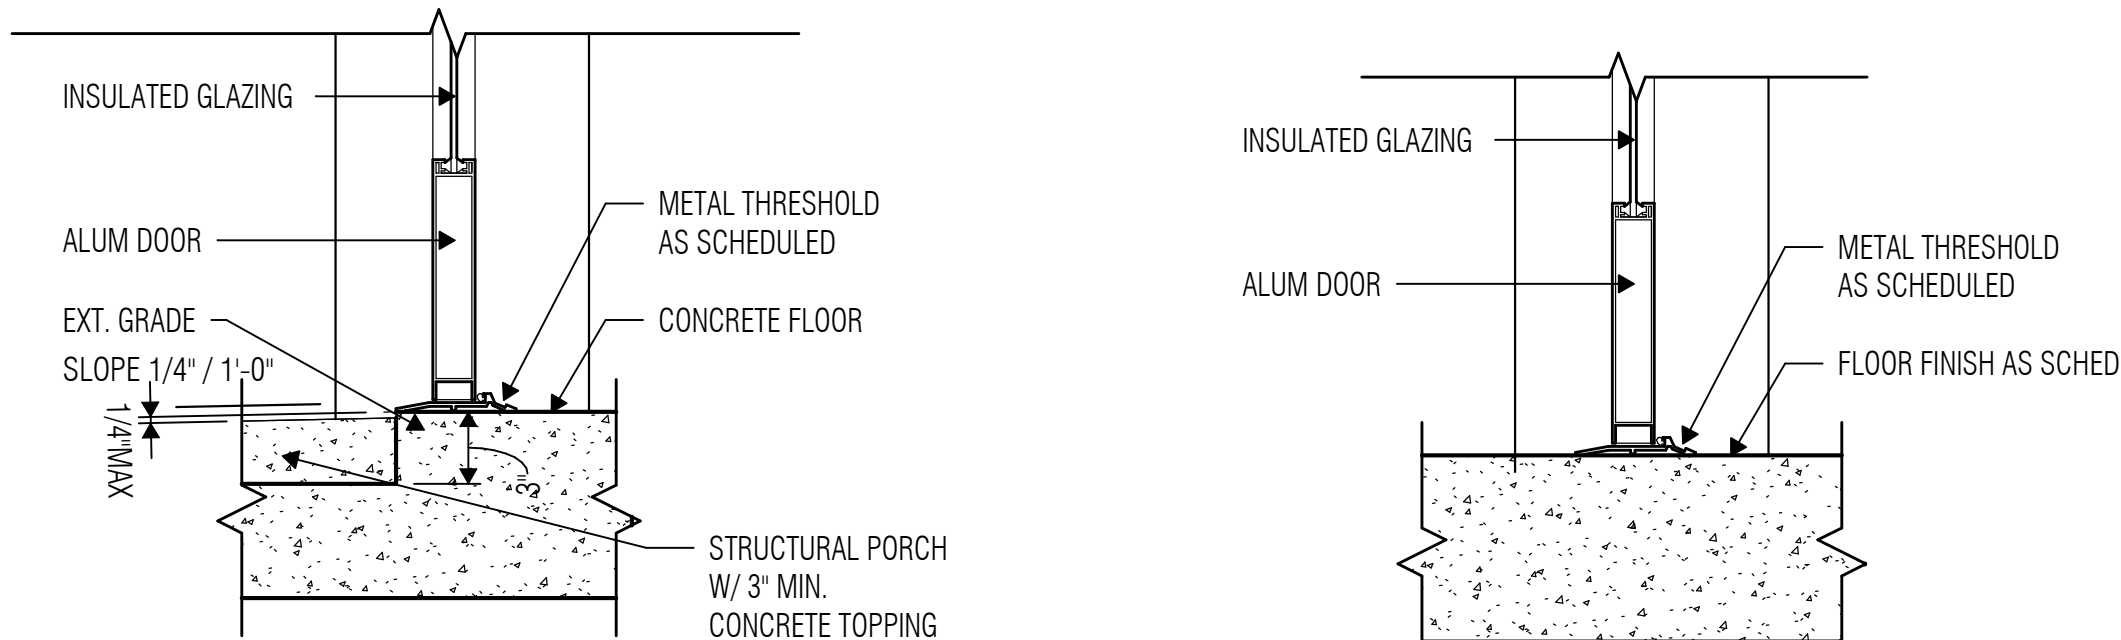 INSULATED GLAZING
ALUM DOOR
EXT. GRADE
SLOPE 1/4" / 1'-0"
1/4"MAX
METAL THRESHOLD
AS SCHEDULED
CONCRETE FLOOR
3"
STRUCTURAL PORCH
W/ 3" MIN.
CONCRETE TOPPING
INSULATED GLAZING
ALUM DOOR
METAL THRESHOLD
AS SCHEDULED
FLOOR FINISH AS SCHED